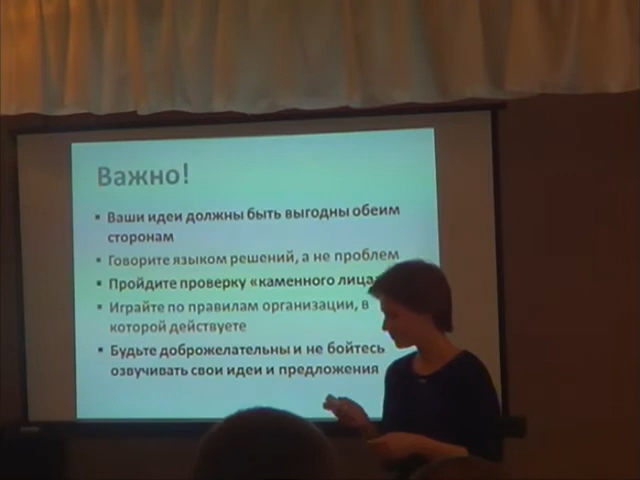 Важно!
▪ Ваши идеи должны быть выгодны обеим
сторонам
▪ Говорите языком решений, а не проблем
▪ Пройдите проверку «каменного лица»
▪ Играйте по правилам организации, в
которой действуете
▪ Будьте доброжелательны и не бойтесь
озвучивать свои идеи и предложения